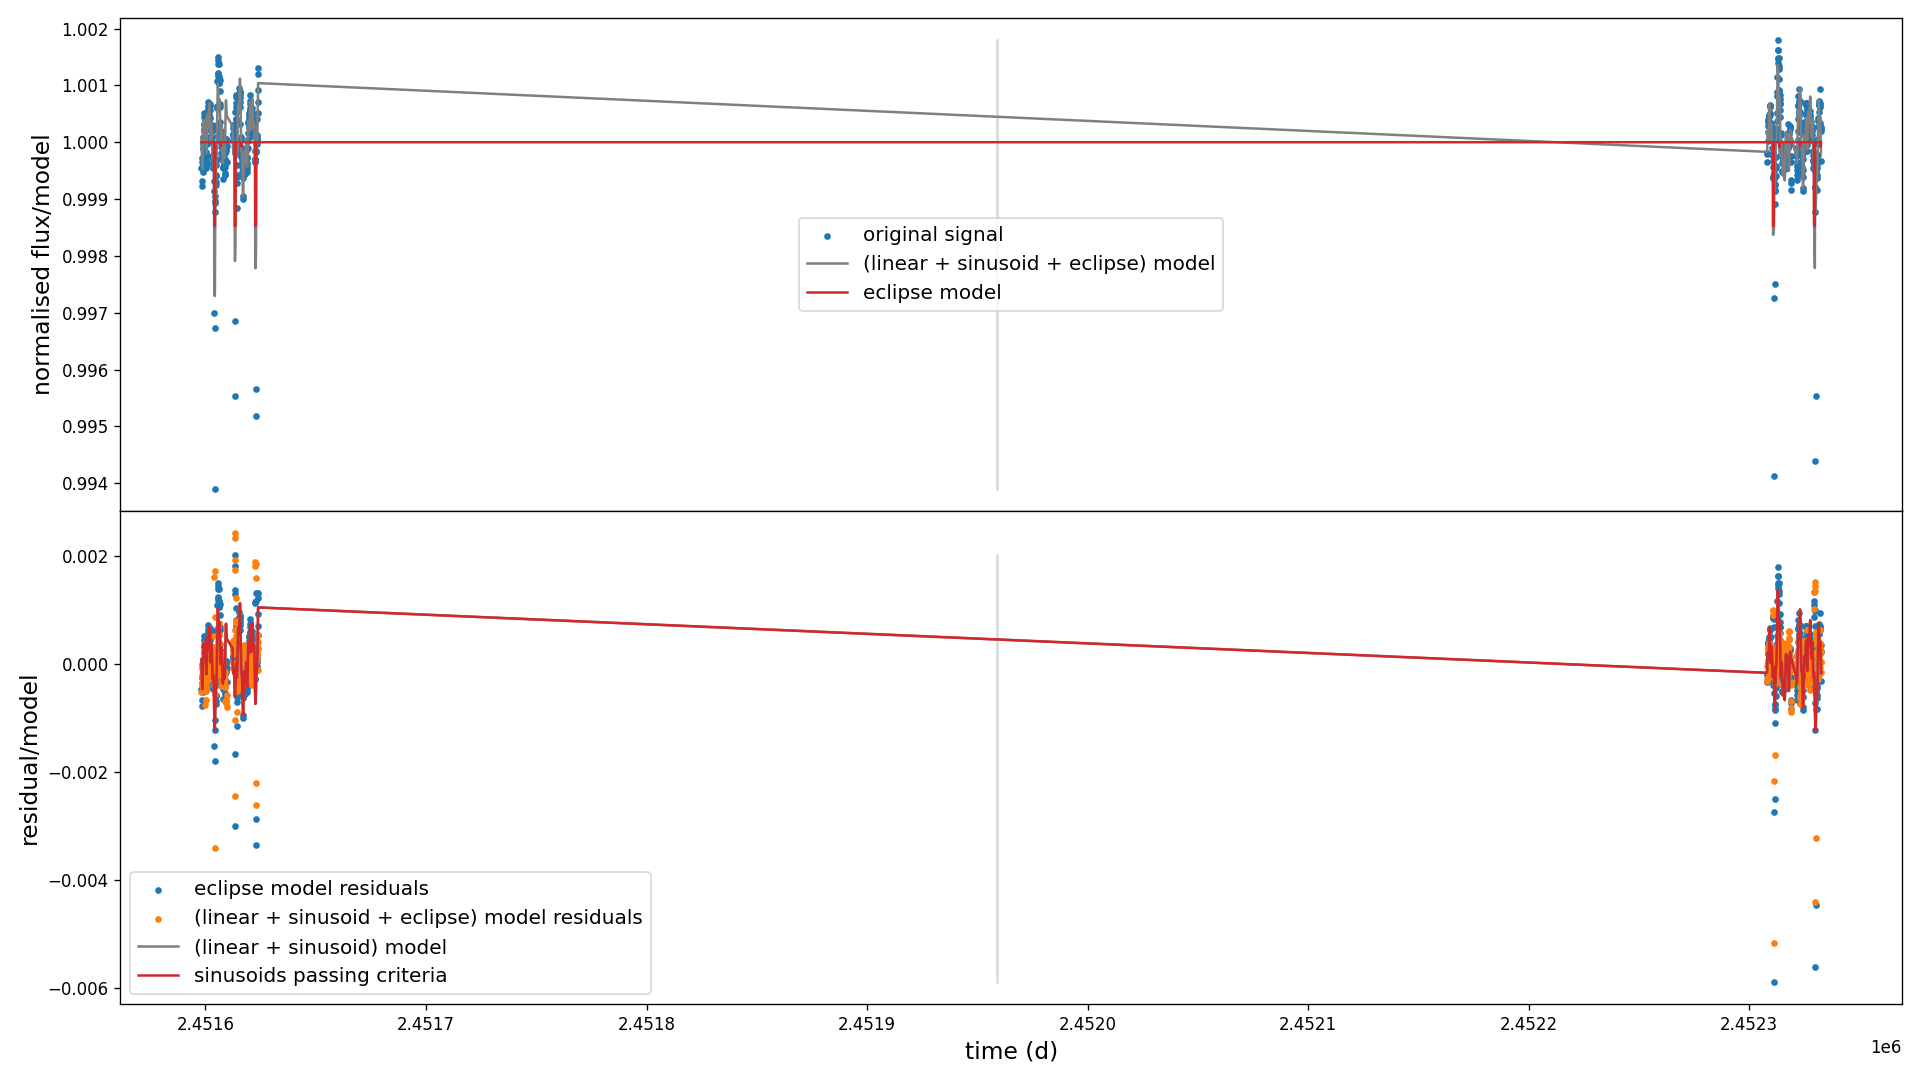 1.002
1.001
1.000
0.999
0.998
0.997
0.996
0.995
0.994
normalised flux/model
original signal
(linear + sinusoid + eclipse) model
eclipse model
0.002
0.000
−0.002
−0.004
−0.006
residual/model
eclipse model residuals
(linear + sinusoid + eclipse) model residuals
(linear + sinusoid) model
sinusoids passing criteria
2.4516 2.4517 2.4518 2.4519 2.4520 2.4521 2.4522 2.4523
time (d)
1e6